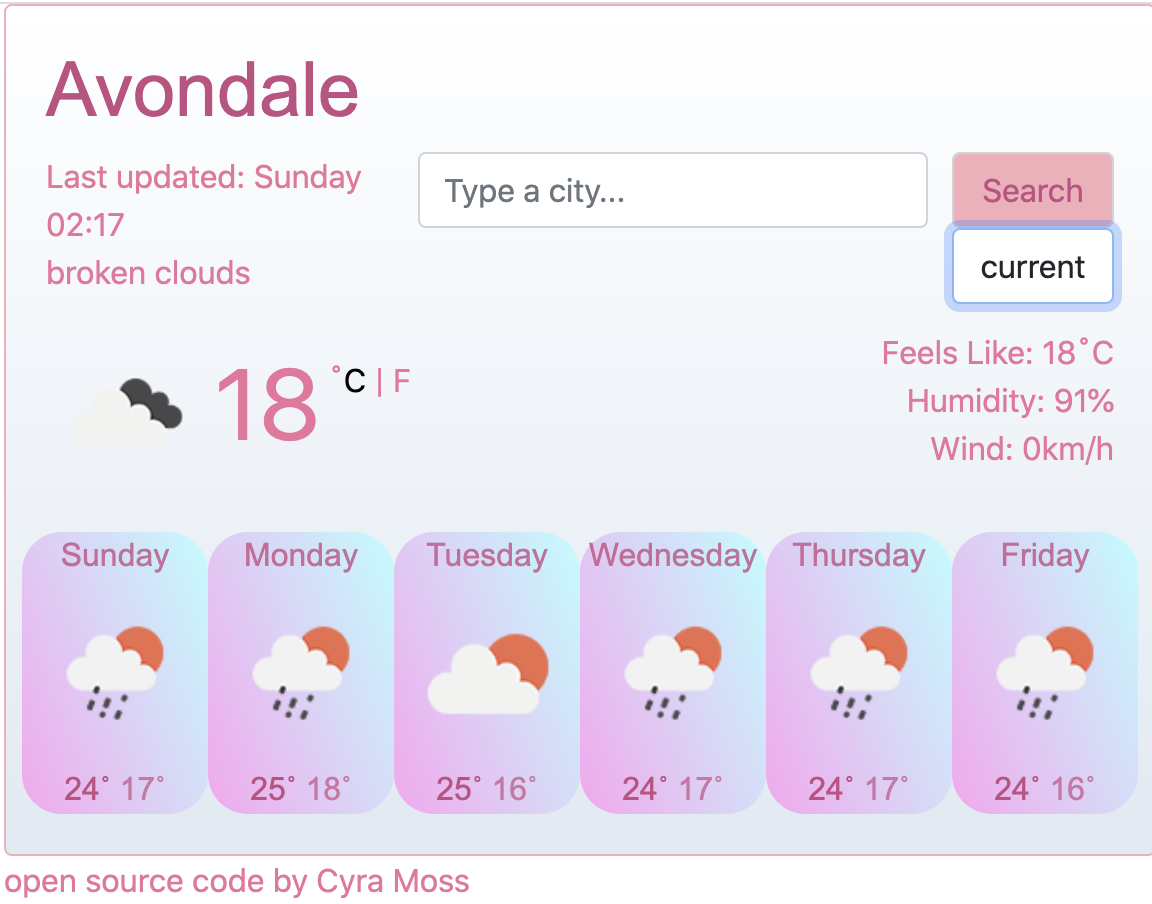 Avondale
Last updated: Sunday
02:17
broken clouds
Type a city...
Search
current
18 ˚C | F
Feels Like: 18˚C
Humidity: 91%
Wind: 0km/h
Sunday
24˚ 17˚
Monday
25˚ 18˚
Tuesday
25˚ 16˚
Wednesday
24˚ 17˚
Thursday
24˚ 17˚
Friday
24˚ 16˚
open source code by Cyra Moss